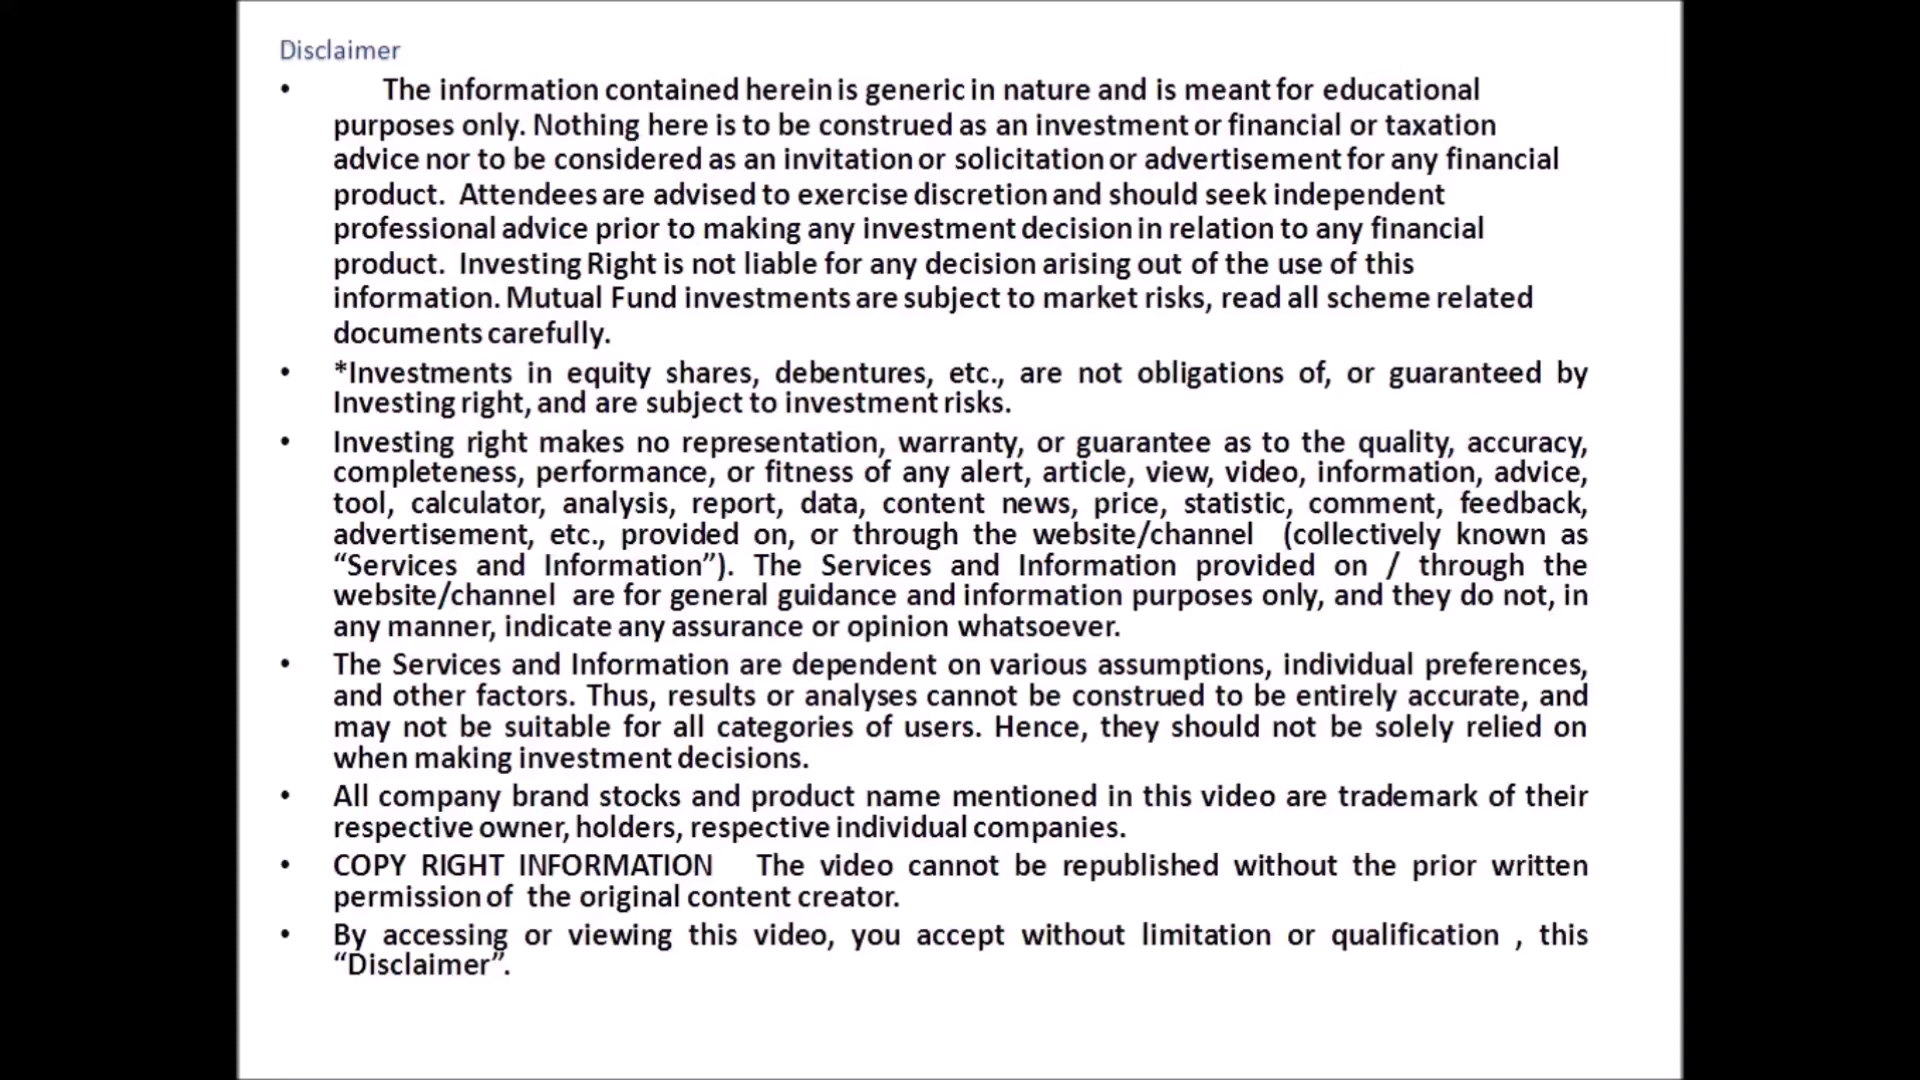 Disclaimer
• The information contained herein is generic in nature and is meant for educational
purposes only. Nothing here is to be construed as an investment or financial or taxation
advice nor to be considered as an invitation or solicitation or advertisement for any financial
product. Attendees are advised to exercise discretion and should seek independent
professional advice prior to making any investment decision in relation to any financial
product. Investing Right is not liable for any decision arising out of the use of this
information. Mutual Fund investments are subject to market risks, read all scheme related
documents carefully.
• *Investments in equity shares, debentures, etc., are not obligations of, or guaranteed by
Investing right, and are subject to investment risks.
• Investing right makes no representation, warranty, or guarantee as to the quality, accuracy,
completeness, performance, or fitness of any alert, article, view, video, information, advice,
tool, calculator, analysis, report, data, content news, price, statistic, comment, feedback,
advertisement, etc., provided on, or through the website/channel (collectively known as
“Services and Information”). The Services and Information provided on / through the
website/channel are for general guidance and information purposes only, and they do not, in
any manner, indicate any assurance or opinion whatsoever.
• The Services and Information are dependent on various assumptions, individual preferences,
and other factors. Thus, results or analyses cannot be construed to be entirely accurate, and
may not be suitable for all categories of users. Hence, they should not be solely relied on
when making investment decisions.
• All company brand stocks and product name mentioned in this video are trademark of their
respective owner, holders, respective individual companies.
• COPY RIGHT INFORMATION The video cannot be republished without the prior written
permission of the original content creator.
• By accessing or viewing this video, you accept without limitation or qualification , this
“Disclaimer”.